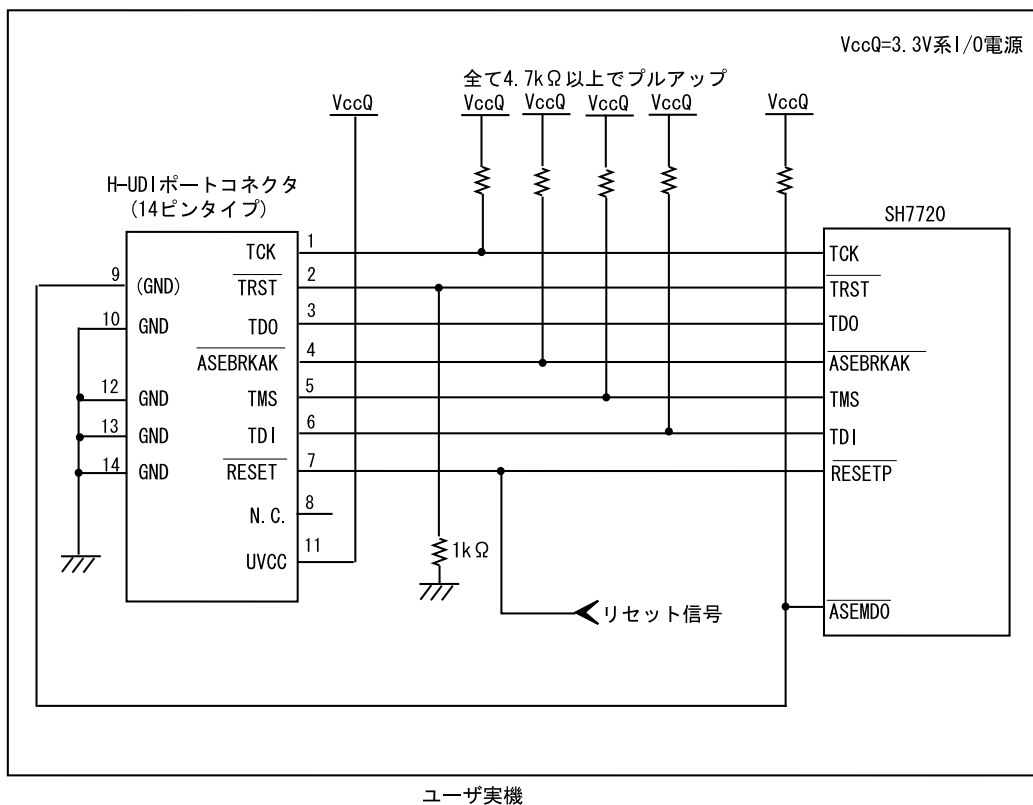 VccQ=3.3V系I/O電源
全て4.7kΩ以上でプルアップ
VccQ
VccQ
VccQ
VccQ
VccQ
VccQ
H-UDIポートコネクタ
(14ピンタイプ)
SH7720
TCK
1
TCK
9
(GND)
TRST
2
TRST
10
GND
TDO
3
TDO
ASEBRKAK
4
ASEBRKAK
12
GND
TMS
5
TMS
13
GND
TDI
6
TDI
14
GND
RESET
7
RESETP
N.C.
8
UVCC
11
1kΩ
リセット信号
ASEMD0
ユーザ実機